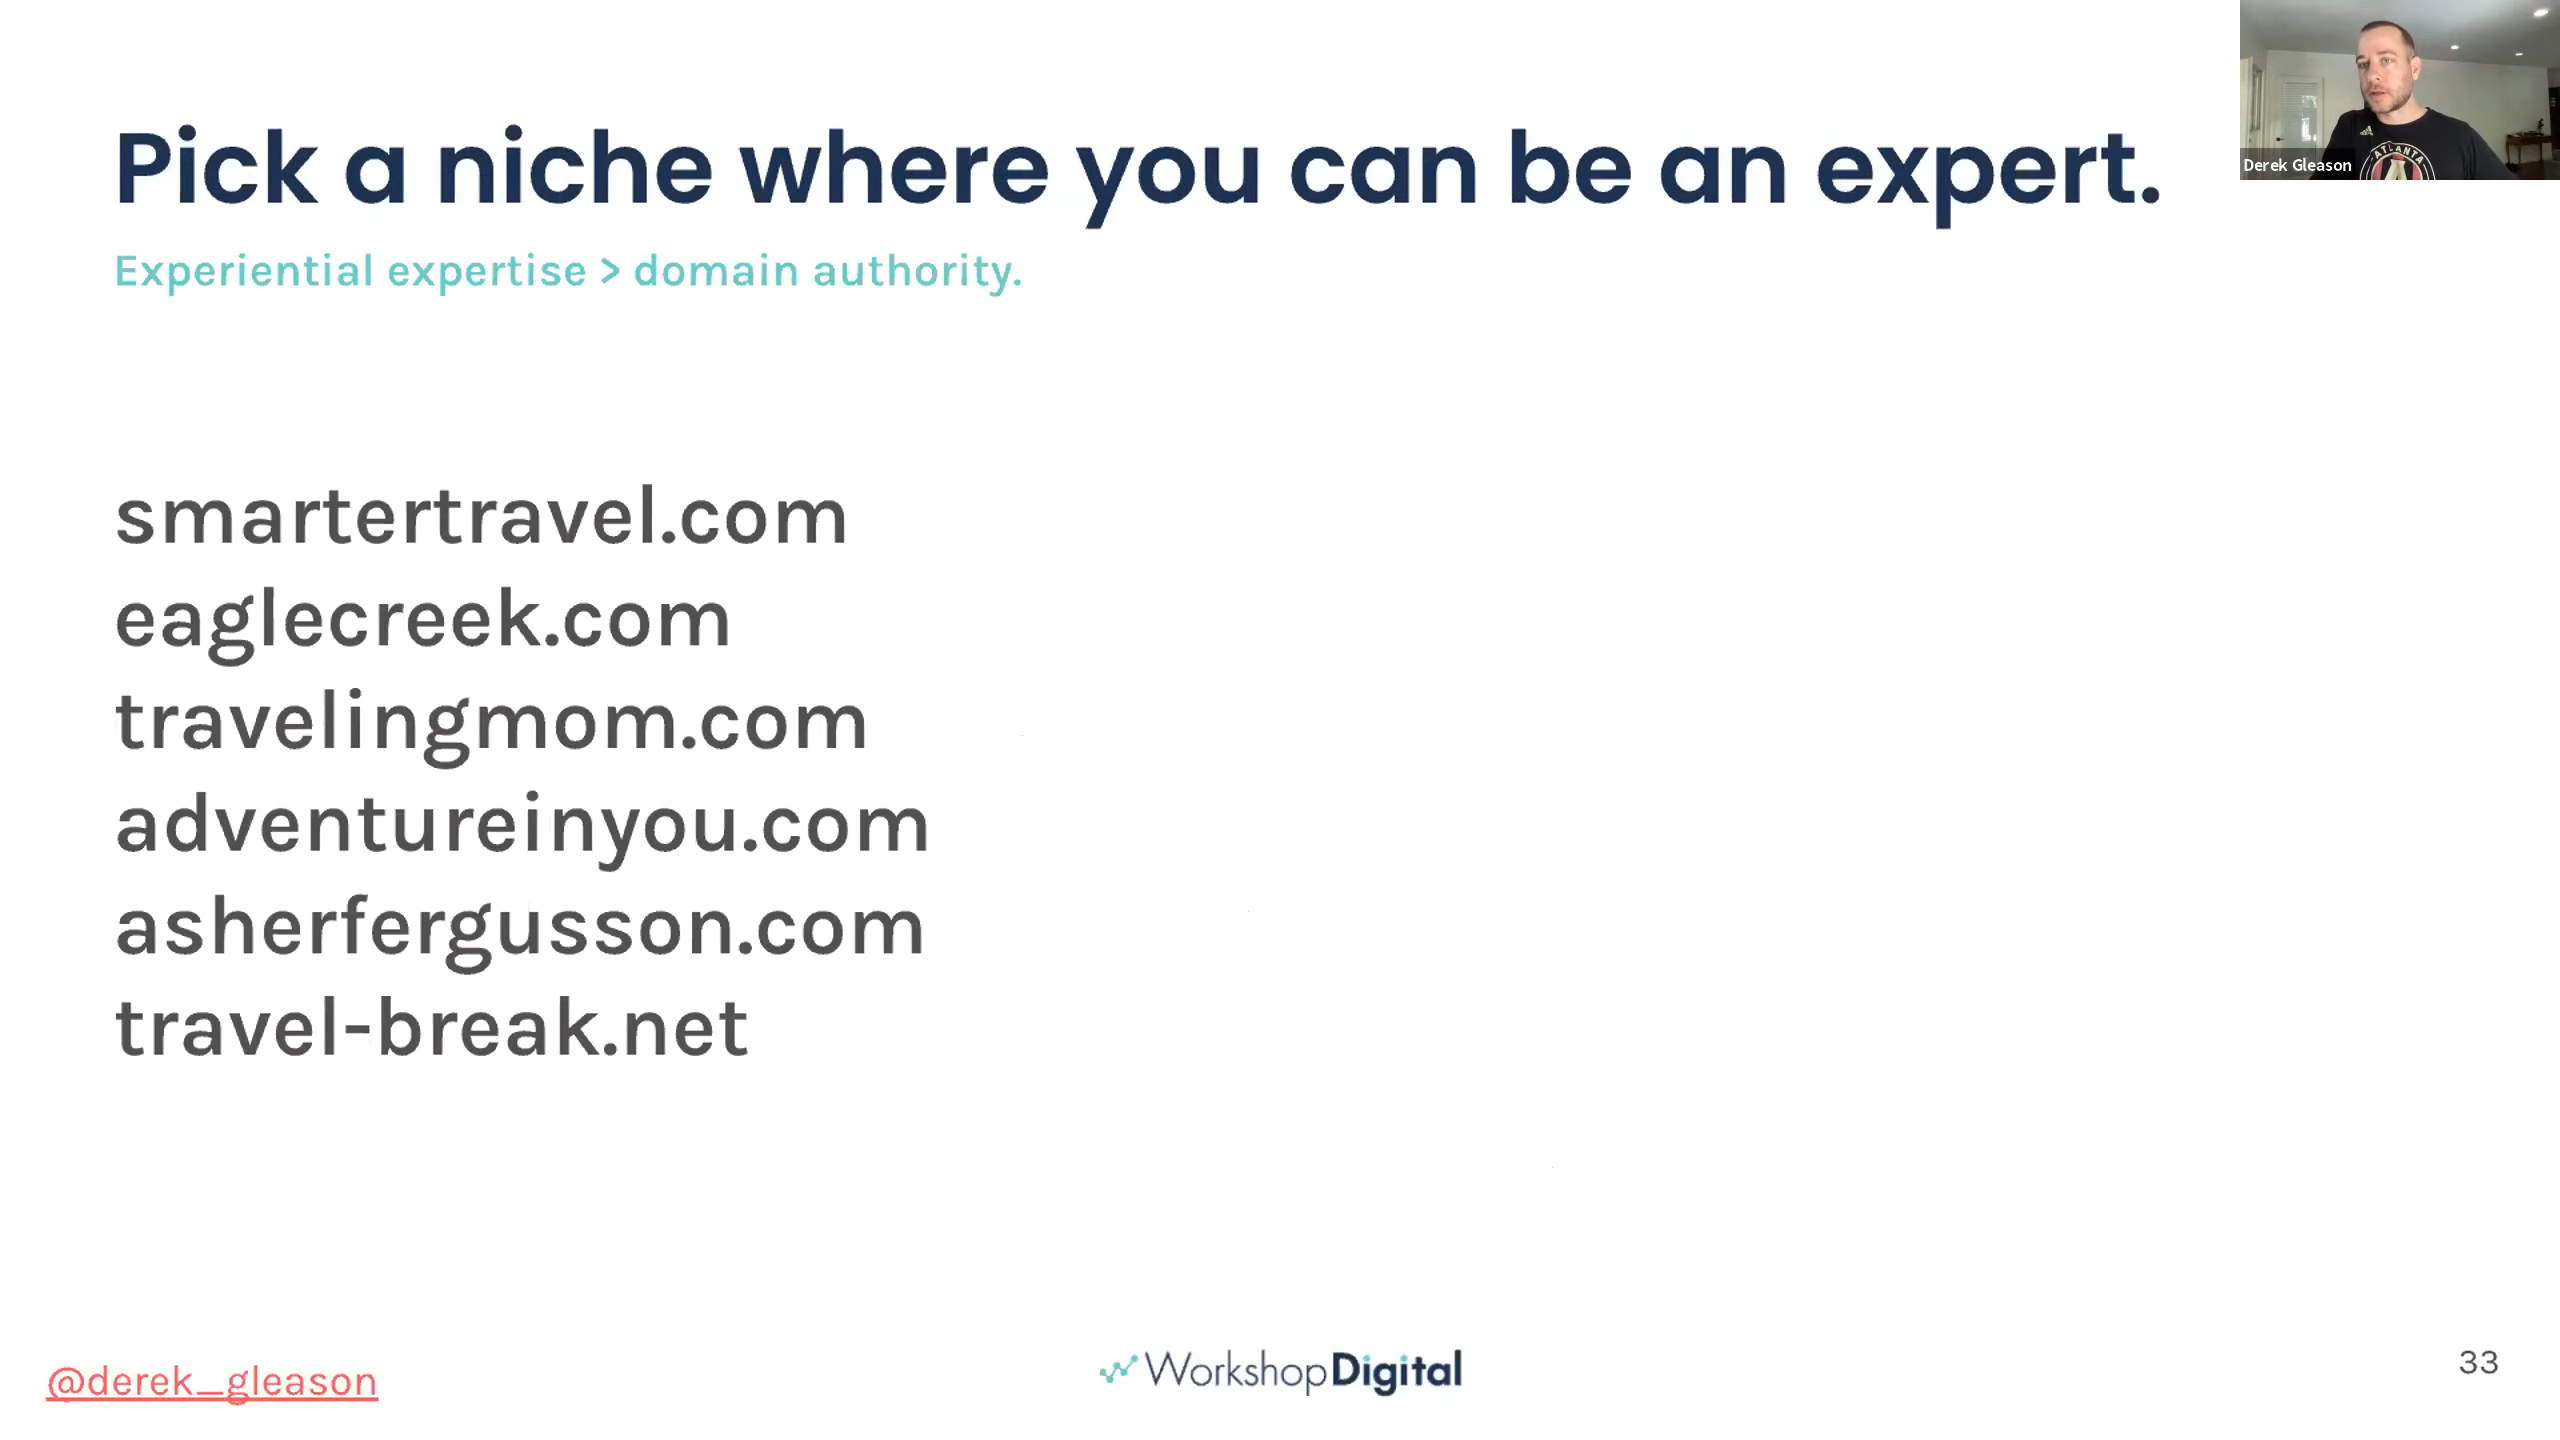 Pick a niche where you can be an expert.
Experiential expertise > domain authority.
smartertravel.com
eaglecreek.com
travelingmom.com
adventureinyou.com
asherfergusson.com
travel-break.net
@derek_gleason
WorkshopDigital
33
Derek Gleason
ATLANTA